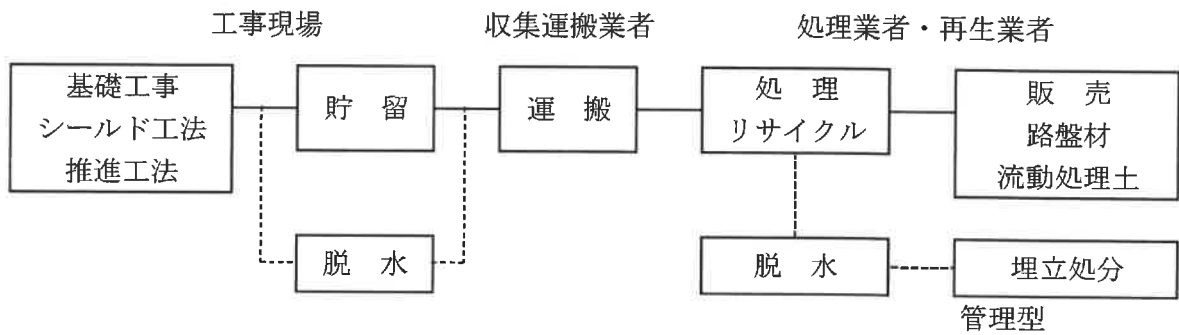 工事現場
収集運搬業者
処理業者・再生業者
基礎工事
シールド工法
推進工法
貯 留
運 搬
処 理
リサイクル
販 売
路盤材
流動処理土
脱 水
脱 水
埋立処分
管理型